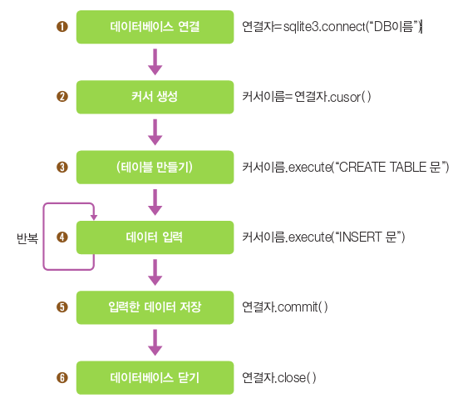 ❶ 데이터베이스 연결 연결자=sqlite3.connect(“DB이름”)
❷ 커서 생성 커서이름=연결자.cusor( )
❸ (테이블 만들기) 커서이름.execute(“CREATE TABLE 문”)
반복 ❹ 데이터 입력 커서이름.execute(“INSERT 문”)
❺ 입력한 데이터 저장 연결자.commit( )
❻ 데이터베이스 닫기 연결자.close( )